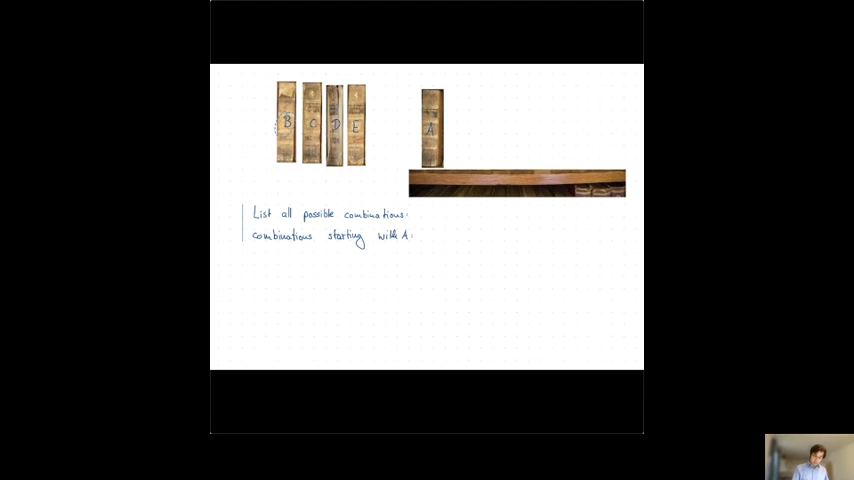 B C D E A
List all possible combinations:
combinations starting with A: